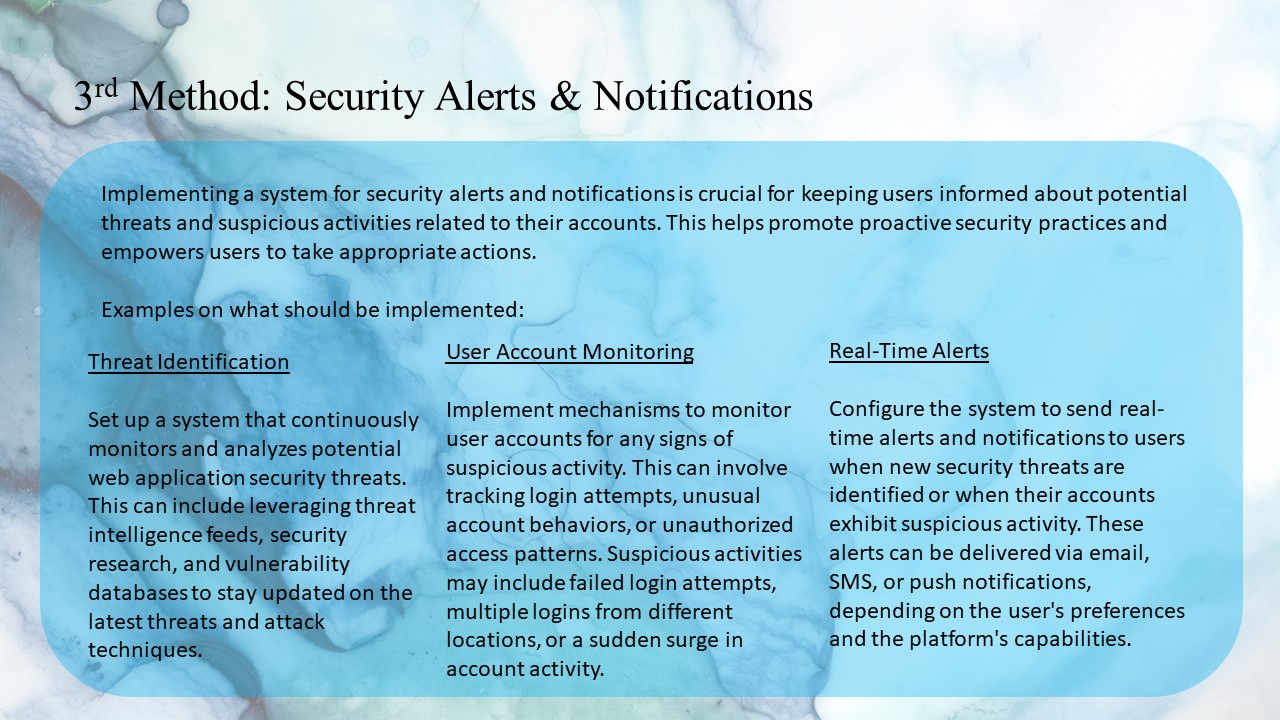 3rd Method: Security Alerts & Notifications
Implementing a system for security alerts and notifications is crucial for keeping users informed about potential
threats and suspicious activities related to their accounts. This helps promote proactive security practices and
empowers users to take appropriate actions.
Examples on what should be implemented:
Threat Identification
Set up a system that continuously
monitors and analyzes potential
web application security threats.
This can include leveraging threat
intelligence feeds, security
research, and vulnerability
databases to stay updated on the
latest threats and attack
techniques.
User Account Monitoring
Implement mechanisms to monitor
user accounts for any signs of
suspicious activity. This can involve
tracking login attempts, unusual
account behaviors, or unauthorized
access patterns. Suspicious activities
may include failed login attempts,
multiple logins from different
locations, or a sudden surge in
account activity.
Real-Time Alerts
Configure the system to send real-
time alerts and notifications to users
when new security threats are
identified or when their accounts
exhibit suspicious activity. These
alerts can be delivered via email,
SMS, or push notifications,
depending on the user's preferences
and the platform's capabilities.